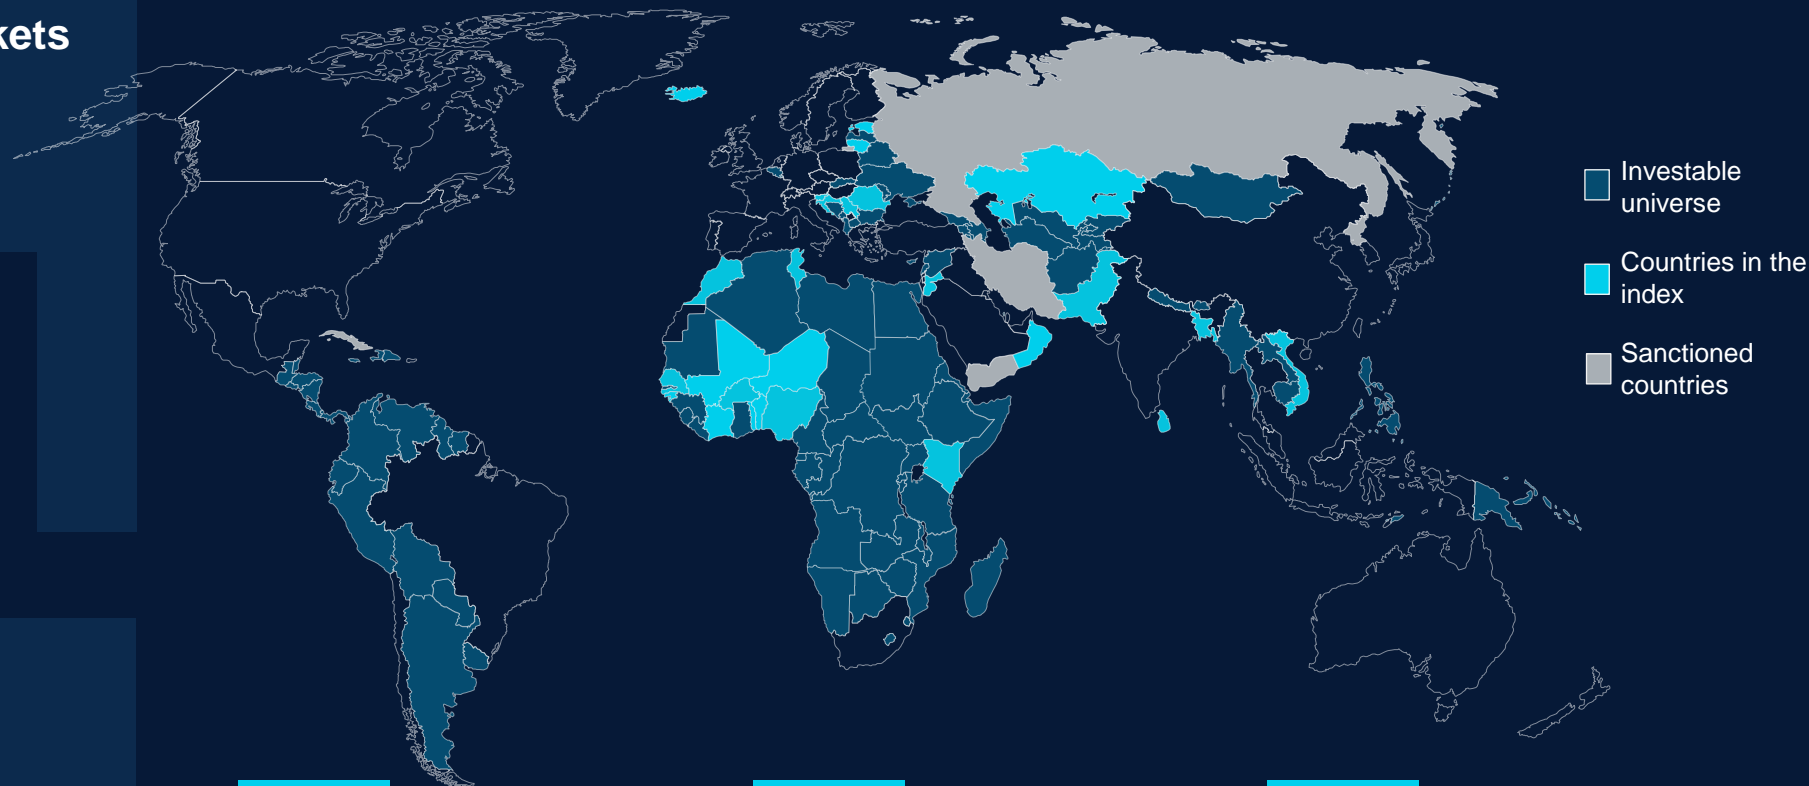 kets
Investable
universe
Countries in the
index
Sanctioned
countries